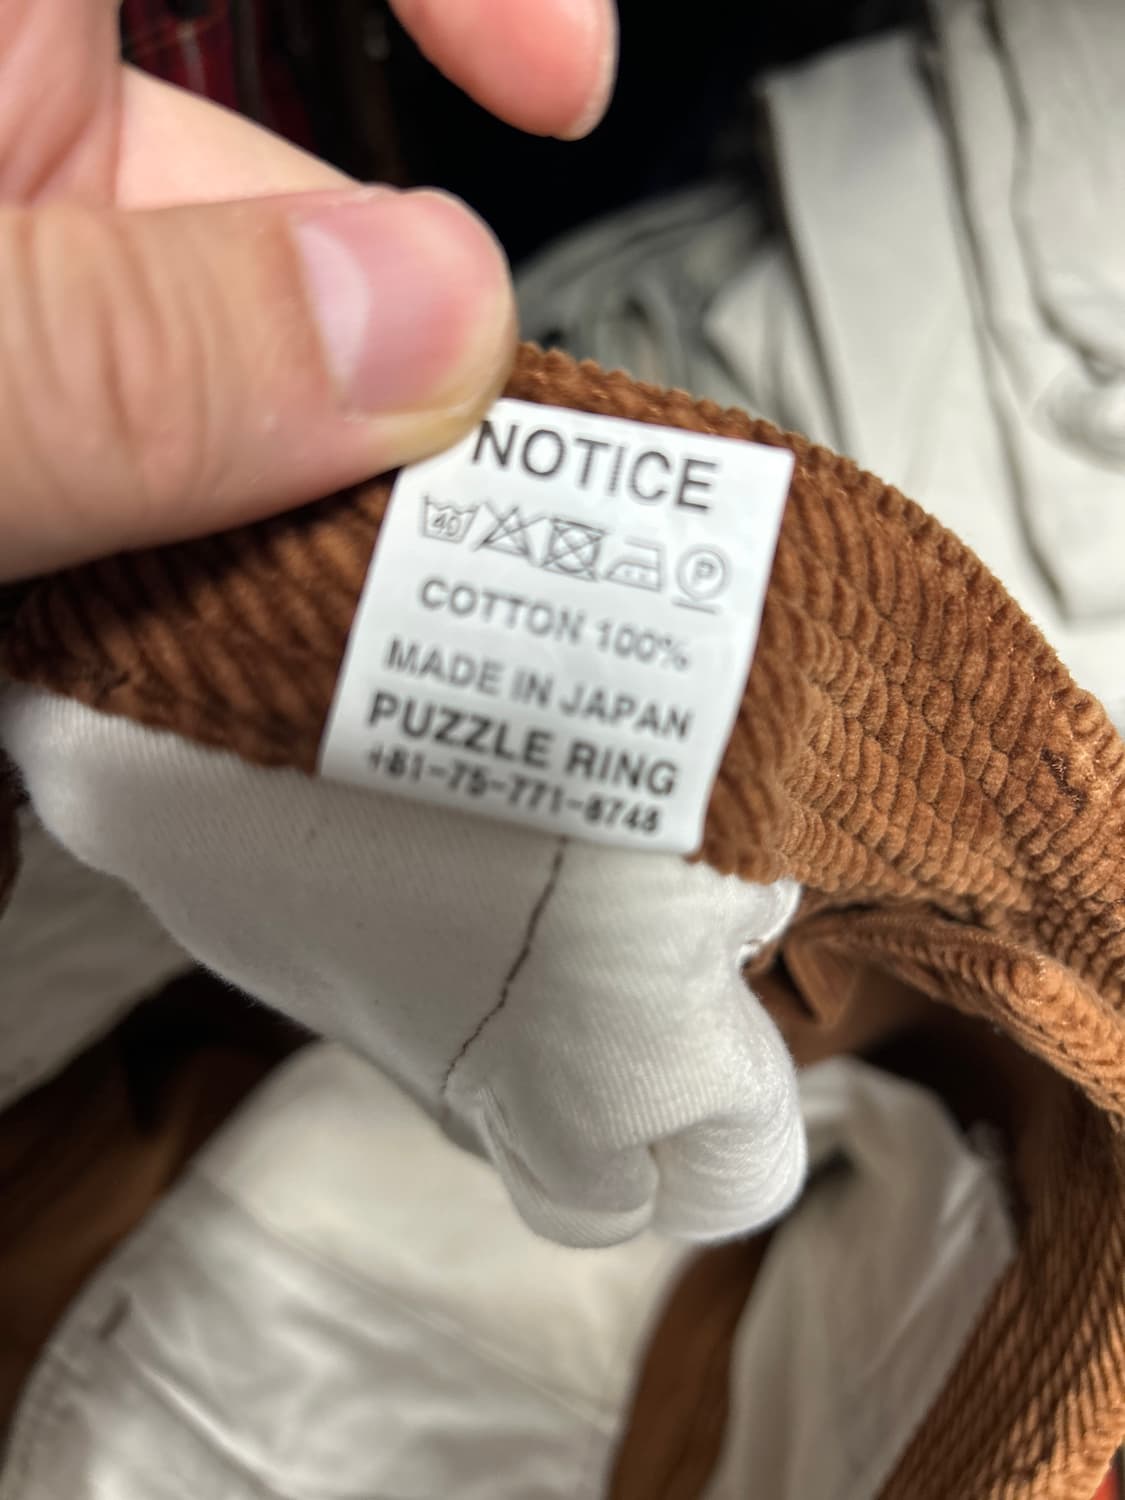 NOTICE
40 P
COTTON 100%
MADE IN JAPAN
PUZZLE RING
+81-75-771-8748